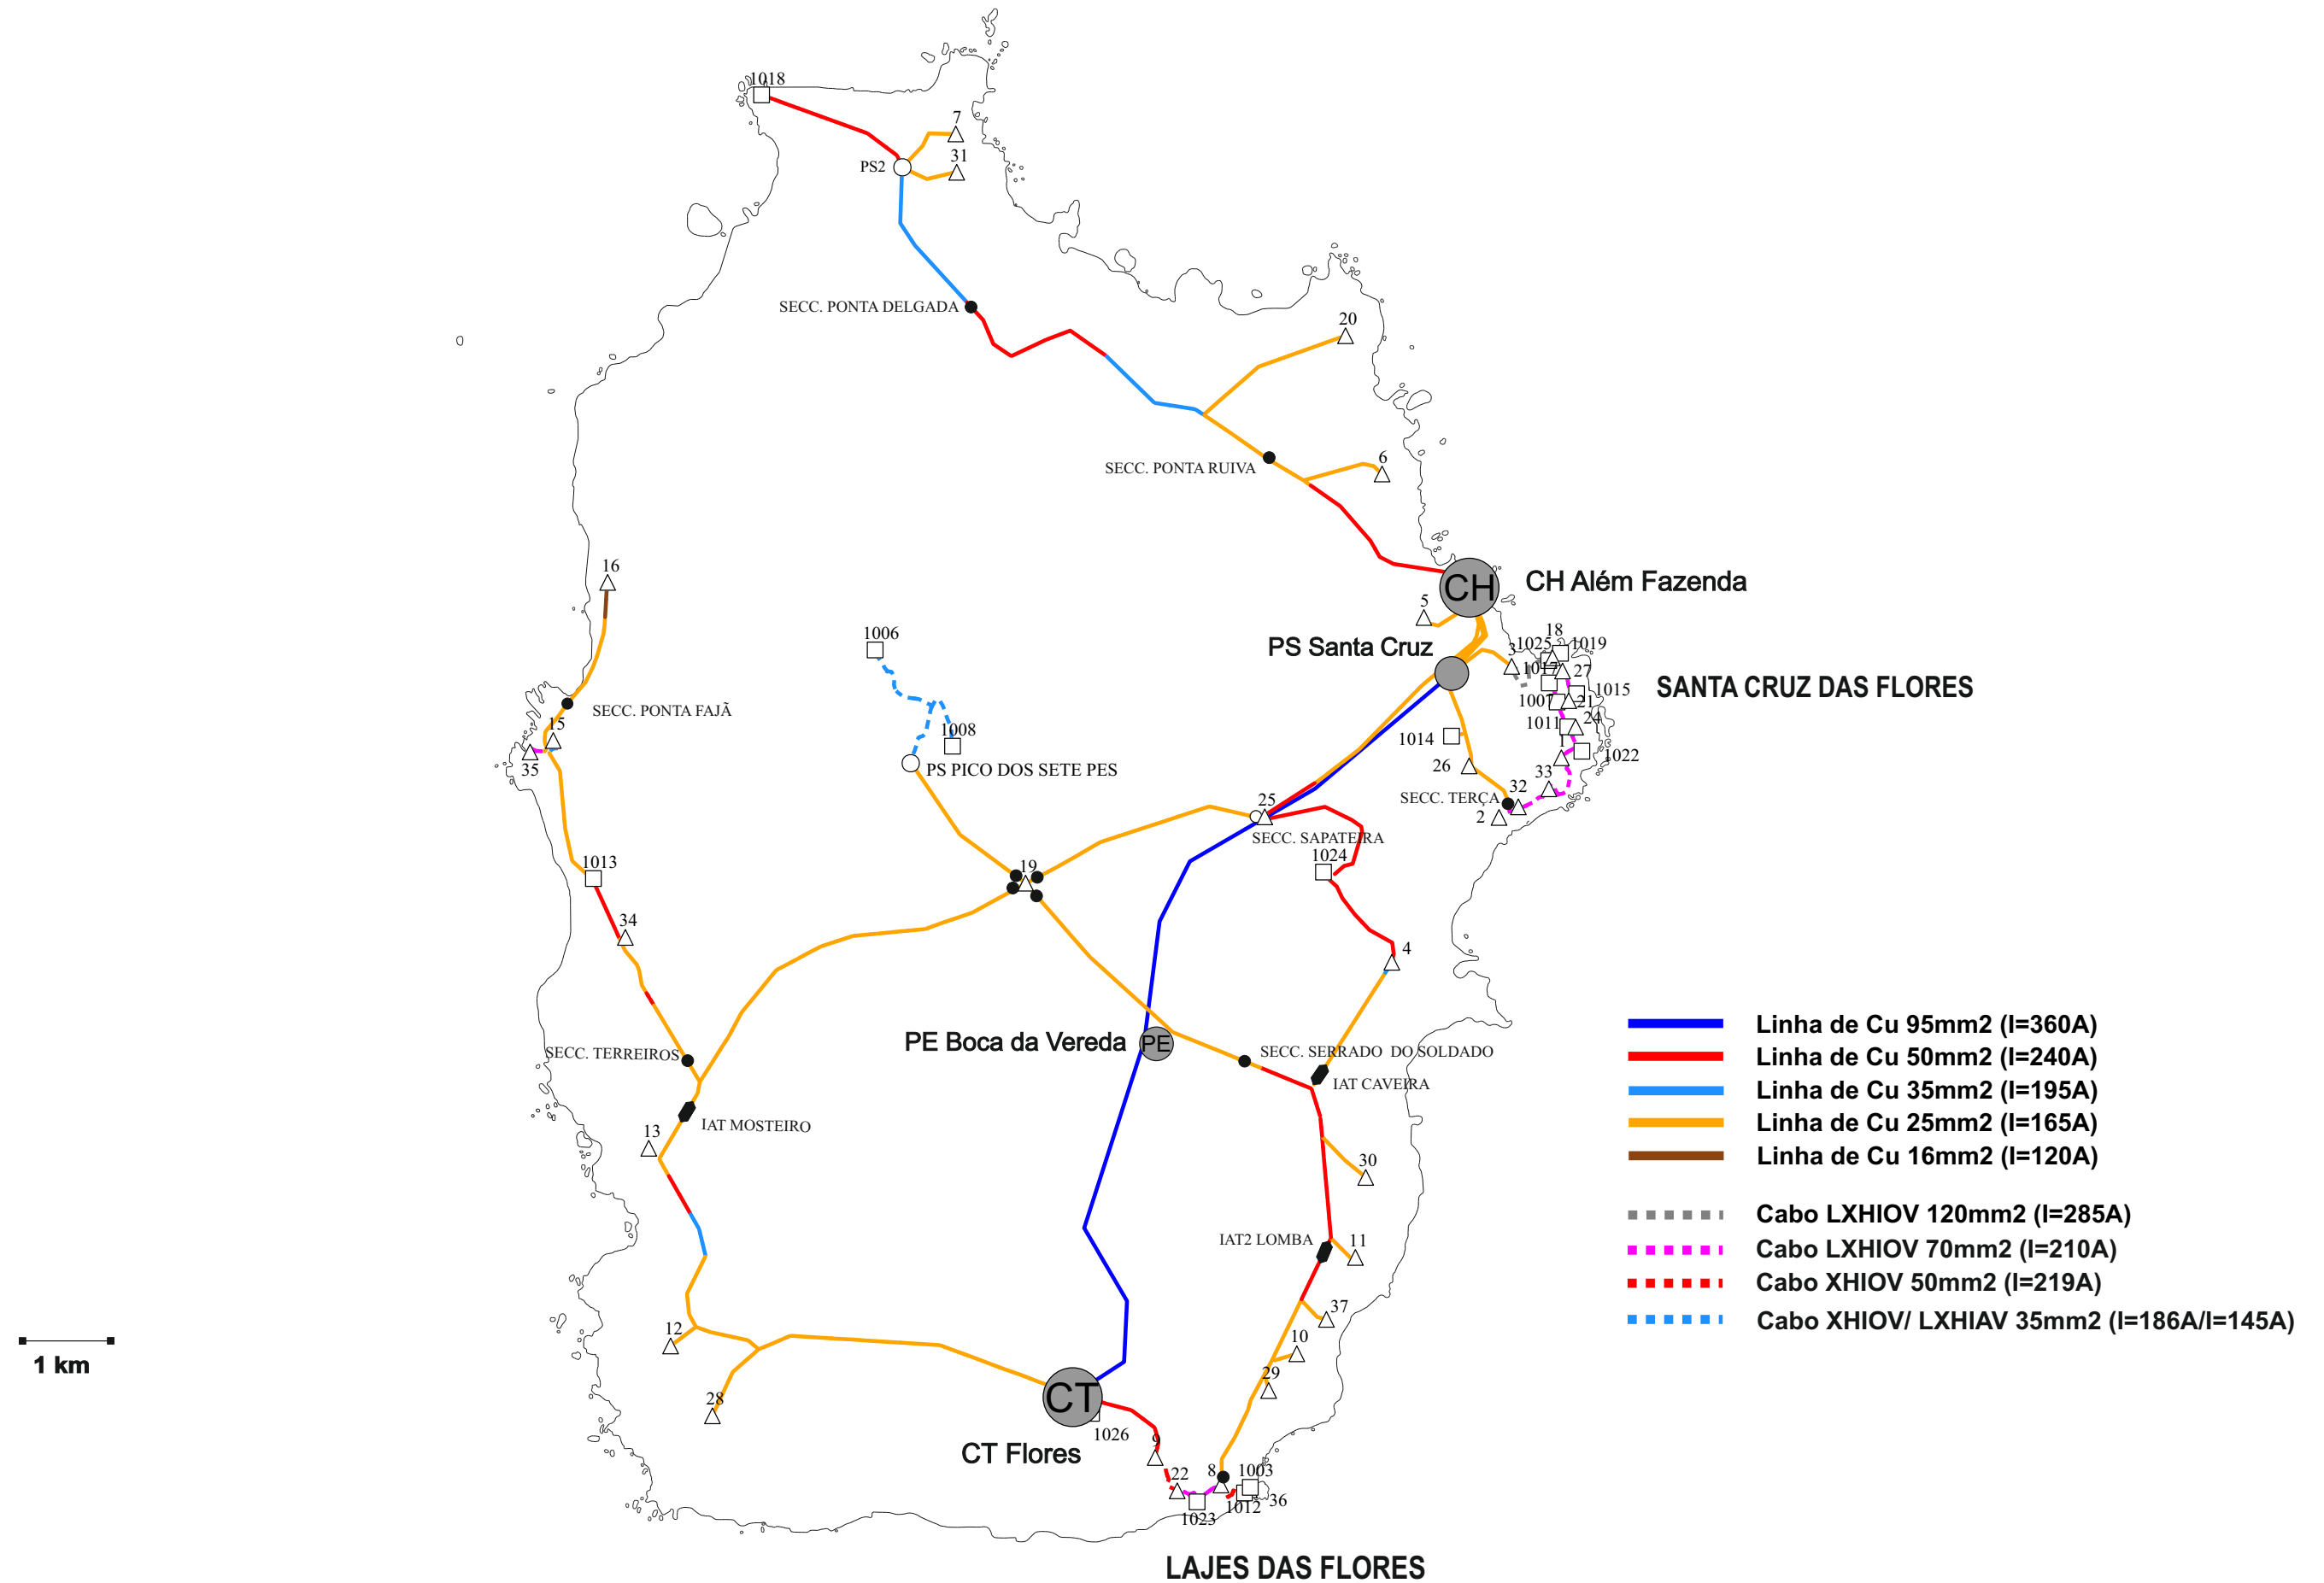 1018
7
31
PS2
SECC. PONTA DELGADA
20
6
SECC. PONTA RUIVA
CH
CH Além Fazenda
16
5
PS Santa Cruz
3
1025
18
1019
1017
27
1015
1007
21
SANTA CRUZ DAS FLORES
1006
SECC. PONTA FAJÃ
15
35
1008
PS PICO DOS SETE PES
1014
1011
24
1
1022
26
33
32
SECC. TERÇA
2
25
SECC. SAPATEIRA
1024
1013
19
34
4
PE Boca da Vereda
PE
SECC. SERRADO DO SOLDADO
SECC. TERREIROS
IAT CAVEIRA
IAT MOSTEIRO
13
30
IAT2 LOMBA
11
37
12
10
29
28
CT
1026
CT Flores
9
22
8
1003
36
1012
1023
LAJES DAS FLORES
Linha de Cu 95mm2 (I=360A)
Linha de Cu 50mm2 (I=240A)
Linha de Cu 35mm2 (I=195A)
Linha de Cu 25mm2 (I=165A)
Linha de Cu 16mm2 (I=120A)
Cabo LXHIOV 120mm2 (I=285A)
Cabo LXHIOV 70mm2 (I=210A)
Cabo XHIOV 50mm2 (I=219A)
Cabo XHIOV/ LXHIAV 35mm2 (I=186A/I=145A)
1 km